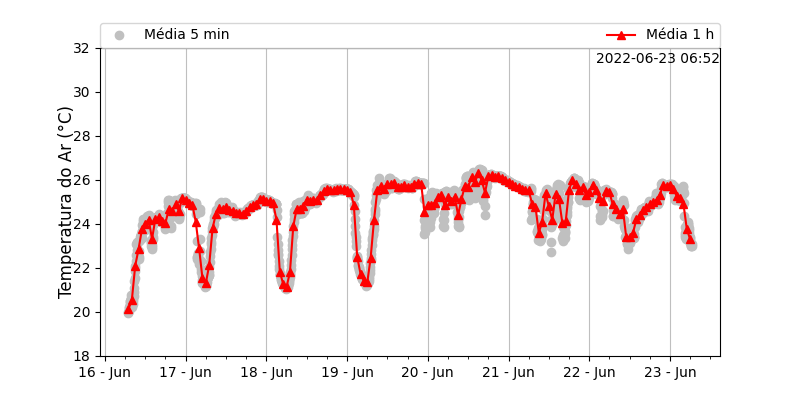 Média 5 min
Média 1 h
2022-06-23 06:52
Temperatura do Ar (°C)
32
30
28
26
24
22
20
18
16 - Jun
17 - Jun
18 - Jun
19 - Jun
20 - Jun
21 - Jun
22 - Jun
23 - Jun